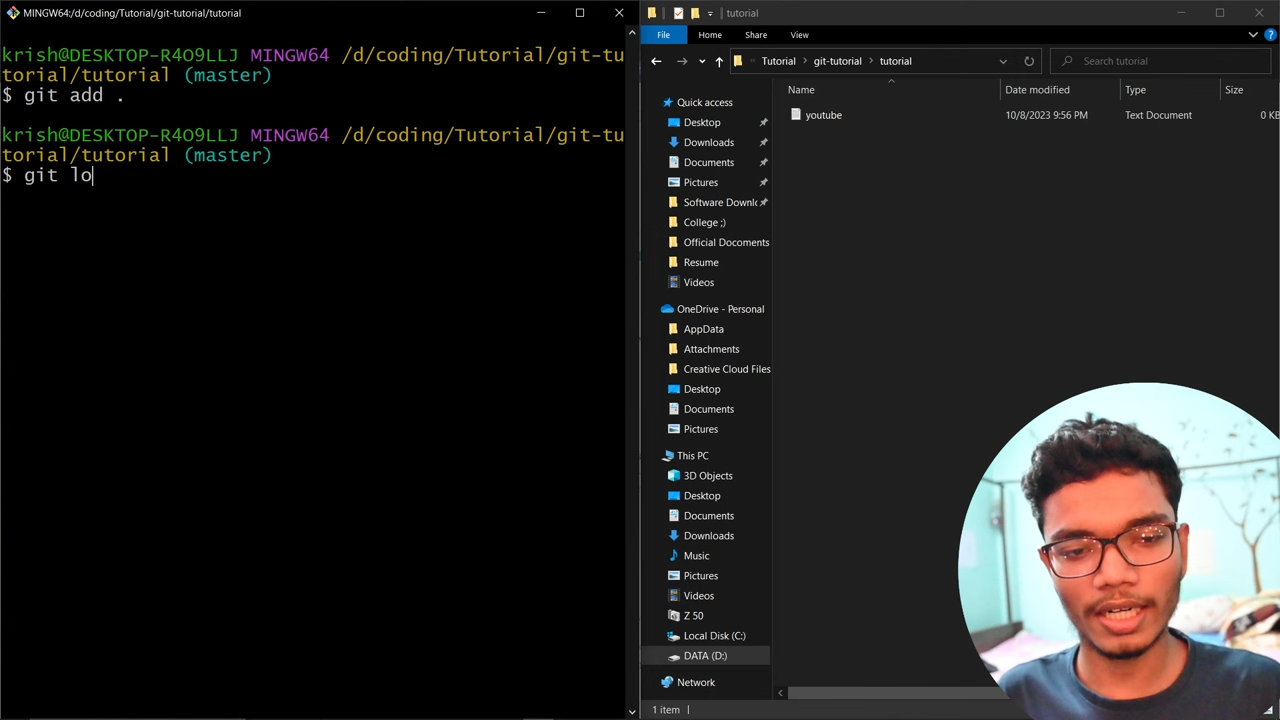 MINGW64:/d/coding/Tutorial/git-tutorial/tutorial
krish@DESKTOP-R4O9LLJ MINGW64 /d/coding/Tutorial/git-tu
torial/tutorial (master)
$ git add .
krish@DESKTOP-R4O9LLJ MINGW64 /d/coding/Tutorial/git-tu
torial/tutorial (master)
$ git lo
tutorial
File Home Share View
Tutorial git-tutorial tutorial
Search tutorial
Name Date modified Type Size
youtube 10/8/2023 9:56 PM Text Document 0 KB
Quick access
Desktop
Downloads
Documents
Pictures
Software Downl
College ;)
Official Docoments
Resume
Videos
OneDrive - Personal
AppData
Attachments
Creative Cloud Files
Desktop
Documents
Pictures
This PC
3D Objects
Desktop
Documents
Downloads
Music
Pictures
Videos
Z 50
Local Disk (C:)
DATA (D:)
Network
1 item